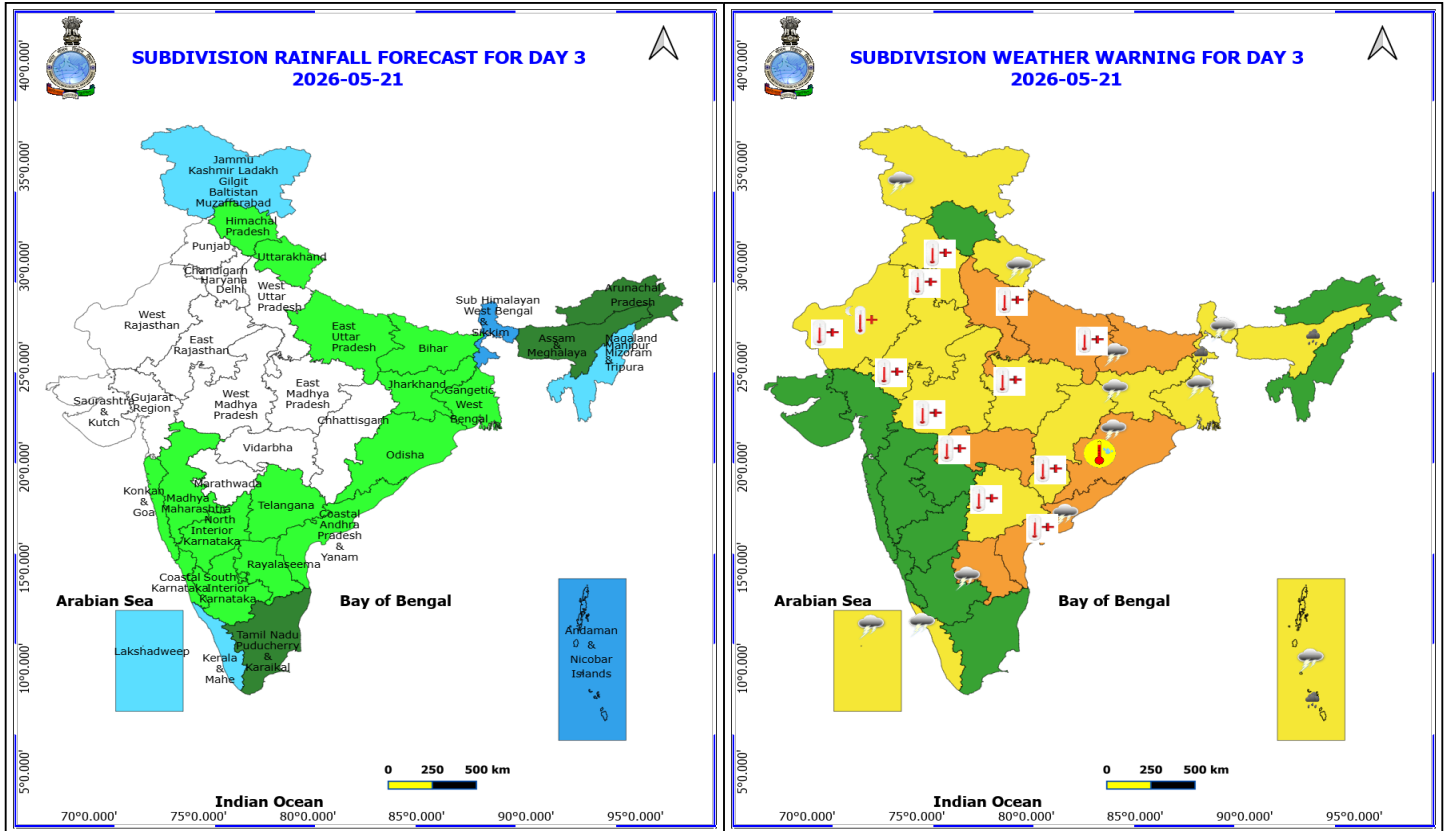 SUBDIVISION RAINFALL FORECAST FOR DAY 3
2026-05-21
40°0.000'
35°0.000'
30°0.000'
25°0.000'
20°0.000'
15°0.000'
10°0.000'
5°0.000'
Jammu
Kashmir Ladakh
Gilgit
Baltistan
Muzaffarabad
Himachal
Pradesh
Punjab
Uttarakhand
Chandigarh
Haryana
Delhi
West
Uttar
Pradesh
West
Rajasthan
East
Rajasthan
East
Uttar
Pradesh
Bihar
Sub Himalayan
West Bengal
&
Sikkim
Arunachal
Pradesh
Assam
&
Meghalaya
Nagaland
Manipur
Mizoram
&
Tripura
Saurashtra
&
Kutch
Gujarat
Region
West
Madhya
Pradesh
East
Madhya
Pradesh
Jharkhand
Gangetic
West
Bengal
Chhattisgarh
Vidarbha
Odisha
Konkan
&
Goa
Madhya
Maharashtra
Marathwada
Telangana
North
Interior
Karnataka
Coastal
Andhra
Pradesh
&
Yanam
Rayalaseema
Coastal
Karnataka
South
Interior
Karnataka
Arabian Sea
Bay of Bengal
Lakshadweep
Kerala
&
Mahe
Tamil Nadu
Puducherry
&
Karaikal
Andaman
&
Nicobar
Islands
0 250 500 km
Indian Ocean
70°0.000' 75°0.000' 80°0.000' 85°0.000' 90°0.000' 95°0.000'
SUBDIVISION WEATHER WARNING FOR DAY 3
2026-05-21
40°0.000'
35°0.000'
30°0.000'
25°0.000'
20°0.000'
15°0.000'
10°0.000'
5°0.000'
Arabian Sea
Bay of Bengal
0 250 500 km
Indian Ocean
70°0.000' 75°0.000' 80°0.000' 85°0.000' 90°0.000' 95°0.000'